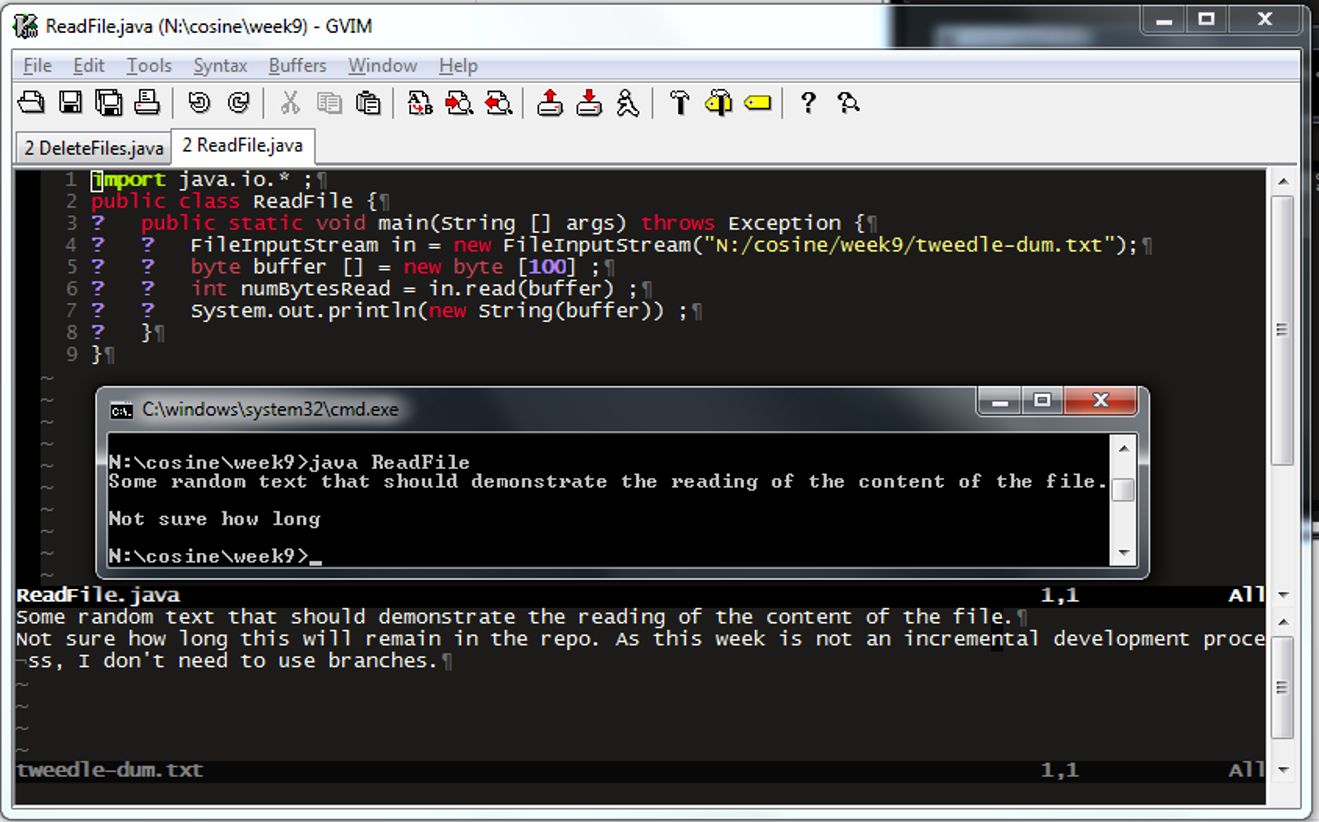 ReadFile.java (N:\cosine\week9) - GVIM
File Edit Tools Syntax Buffers Window Help
2 DeleteFiles.java 2 ReadFile.java
1 import java.io.* ;¶
2 public class ReadFile {¶
3 ? public static void main(String [] args) throws Exception {¶
4 ? ? FileInputStream in = new FileInputStream("N:/cosine/week9/tweedle-dum.txt");¶
5 ? ? byte buffer [] = new byte [100] ;¶
6 ? ? int numBytesRead = in.read(buffer) ;¶
7 ? ? System.out.println(new String(buffer)) ;¶
8 ? }¶
9 }¶
~
~
~
~
~
~
~
~
~
~
C:\windows\system32\cmd.exe
N:\cosine\week9>java ReadFile
Some random text that should demonstrate the reading of the content of the file.
Not sure how long
N:\cosine\week9>_
ReadFile.java 1,1 All
Some random text that should demonstrate the reading of the content of the file.¶
Not sure how long this will remain in the repo. As this week is not an incremental development proce
¬ss, I don't need to use branches.¶
~
~
~
~
tweedle-dum.txt 1,1 All